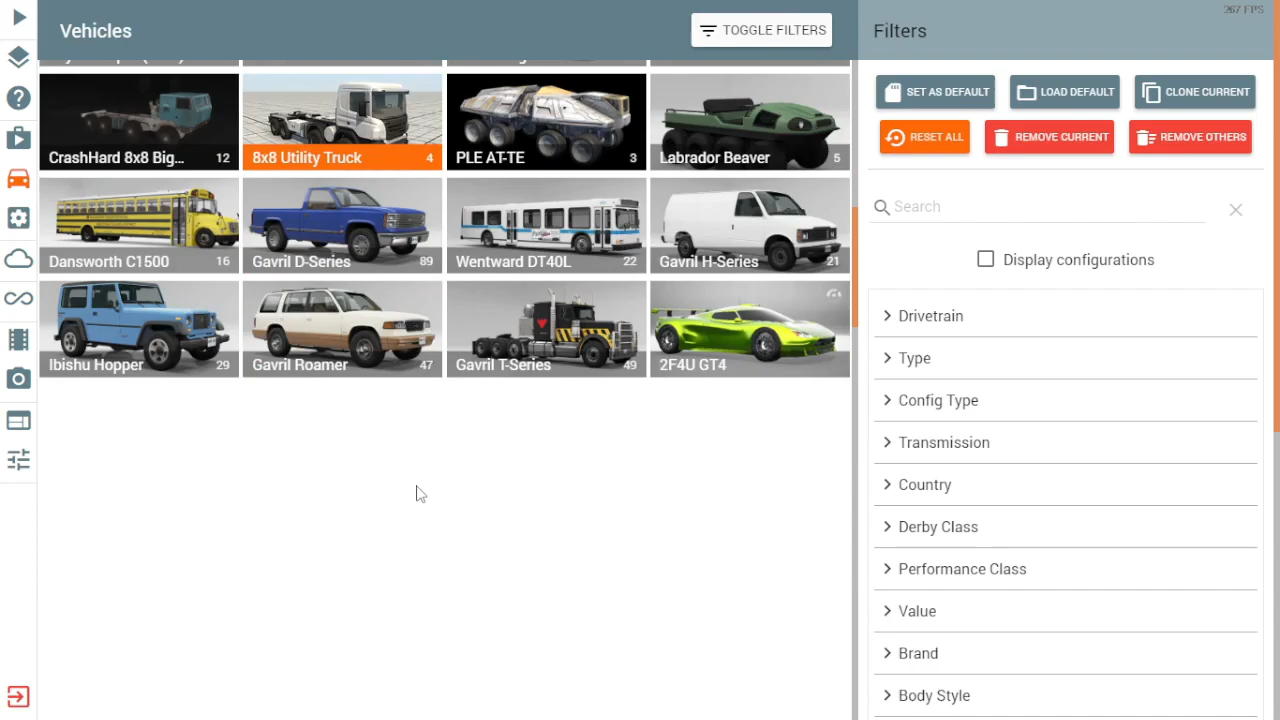 267 FPS
Vehicles
TOGGLE FILTERS
Filters
SET AS DEFAULT
LOAD DEFAULT
CLONE CURRENT
RESET ALL
REMOVE CURRENT
REMOVE OTHERS
CrashHard 8x8 Big... 12
8x8 Utility Truck 4
PLE AT-TE 3
Labrador Beaver 5
Dansworth C1500 16
Gavril D-Series 89
Wentward DT40L 22
Gavril H-Series 21
Ibishu Hopper 29
Gavril Roamer 47
Gavril T-Series 49
2F4U GT4
Search
Display configurations
Drivetrain
Type
Config Type
Transmission
Country
Derby Class
Performance Class
Value
Brand
Body Style